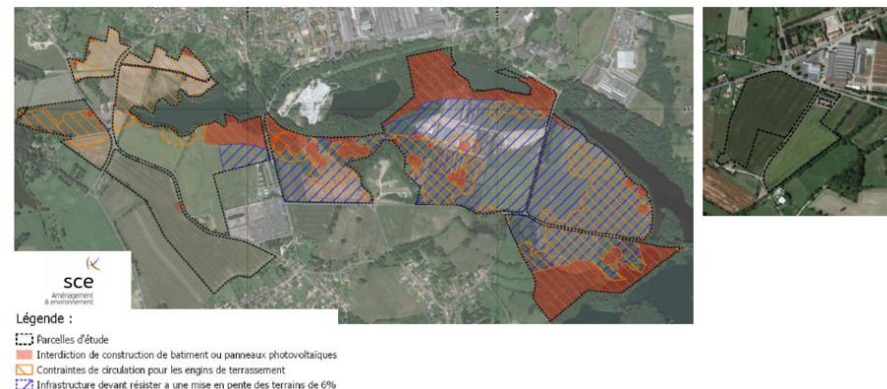 sce
Aménagement
& environnement
Légende :
Parcelles d'étude
Interdiction de construction de batiment ou panneaux photovoltaïques
Contraintes de circulation pour les engins de terrassement
Infrastructure devant résister a une mise en pente des terrains de 6%